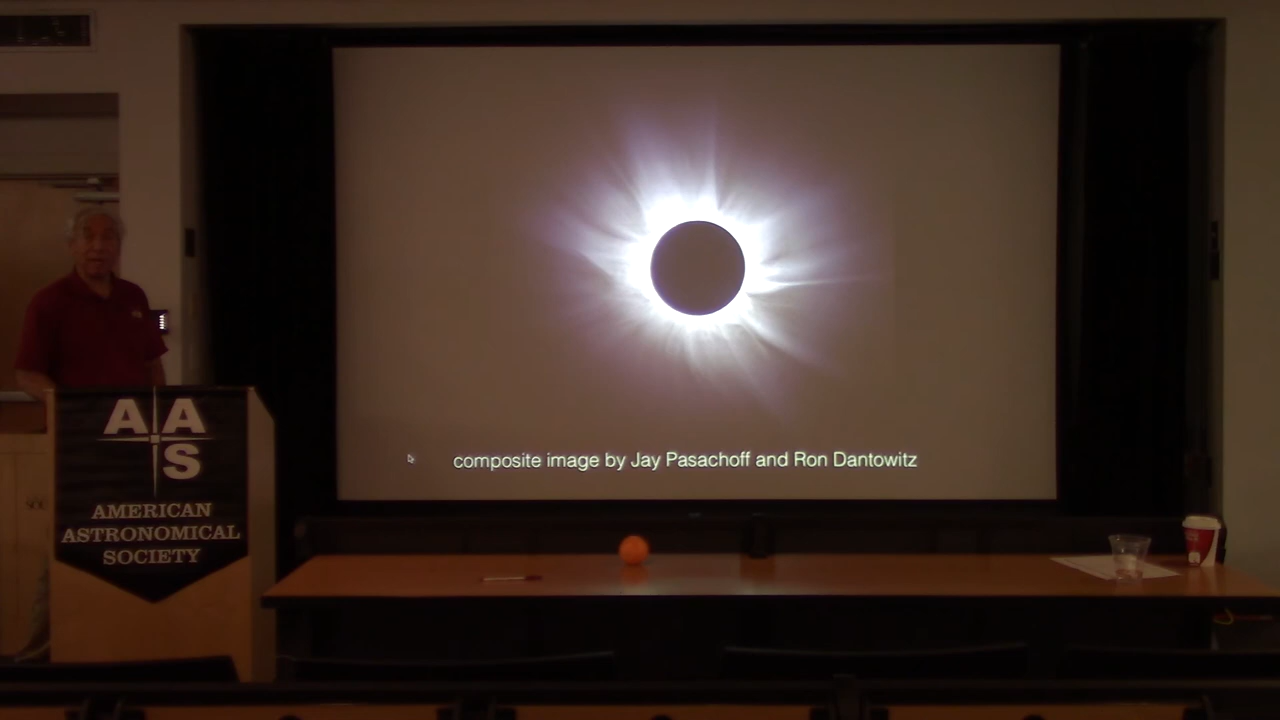 composite image by Jay Pasachoff and Ron Dantowitz
A A
S
AMERICAN
ASTRONOMICAL
SOCIETY